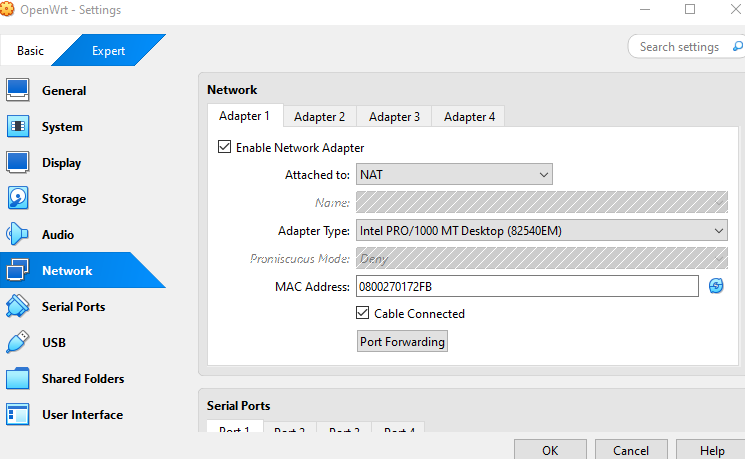 OpenWrt - Settings
Basic
Expert
Search settings
General
System
Display
Storage
Audio
Network
Serial Ports
USB
Shared Folders
User Interface
Network
Adapter 1 Adapter 2 Adapter 3 Adapter 4
Enable Network Adapter
Attached to: NAT
Name:
Adapter Type: Intel PRO/1000 MT Desktop (82540EM)
Promiscuous Mode: Deny
MAC Address: 0800270172FB
Cable Connected
Port Forwarding
Serial Ports
Port 1 Port 2 Port 3 Port 4
OK Cancel Help